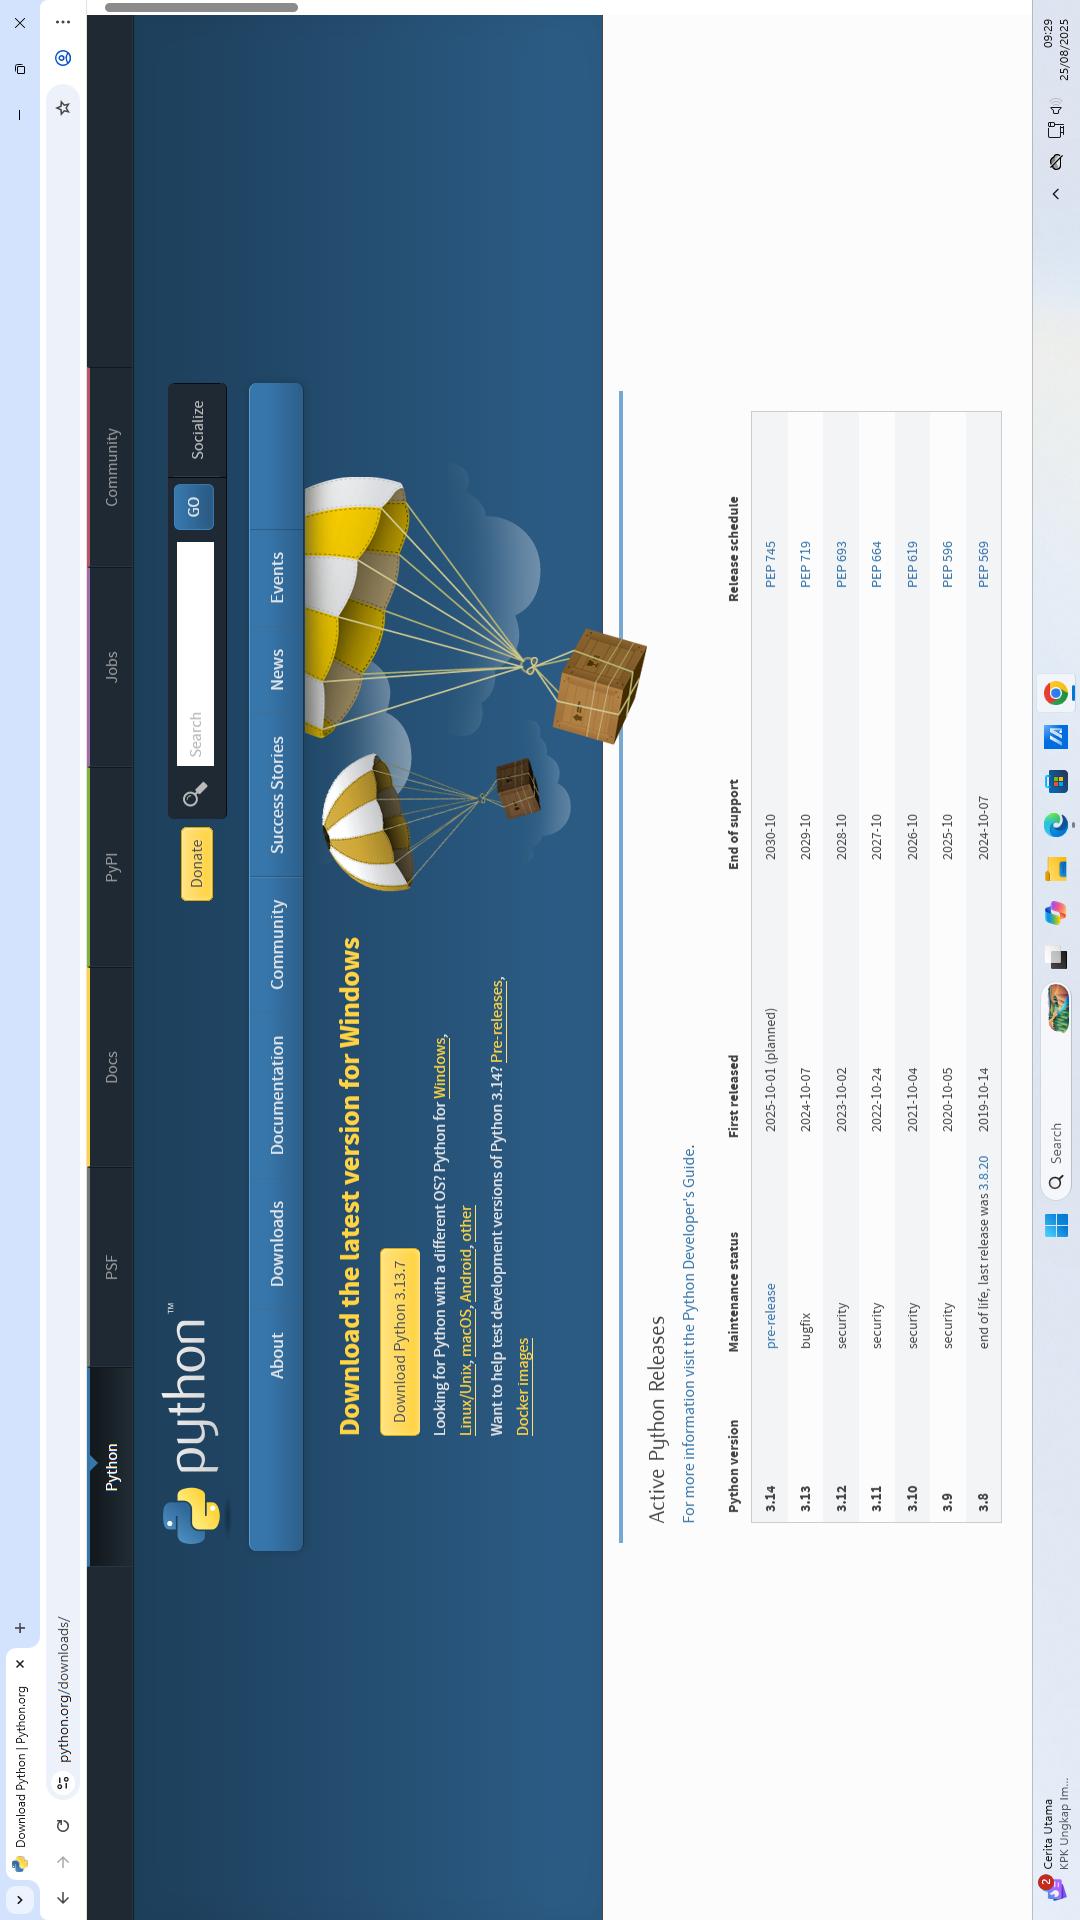 Download Python | Python.org
python.org/downloads/
Python
PSF
Docs
PyPI
Jobs
Community
python™
Donate
Search
GO
Socialize
About
Downloads
Documentation
Community
Success Stories
News
Events
Download the latest version for Windows
Download Python 3.13.7
Looking for Python with a different OS? Python for Windows,
Linux/Unix, macOS, Android, other
Want to help test development versions of Python 3.14? Pre-releases,
Docker images
Active Python Releases
For more information visit the Python Developer's Guide.
Python version Maintenance status First released End of support Release schedule
3.14 pre-release 2025-10-01 (planned) 2030-10 PEP 745
3.13 bugfix 2024-10-07 2029-10 PEP 719
3.12 security 2023-10-02 2028-10 PEP 693
3.11 security 2022-10-24 2027-10 PEP 664
3.10 security 2021-10-04 2026-10 PEP 619
3.9 security 2020-10-05 2025-10 PEP 596
3.8 end of life, last release was 3.8.20 2019-10-14 2024-10-07 PEP 569
2
Cerita Utama
KPK Ungkap Im...
Search
09:29
25/08/2025